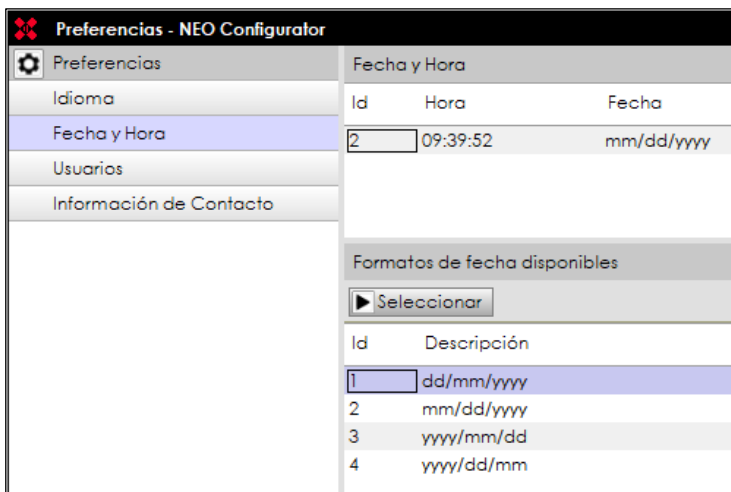 Preferencias - NEO Configurator
Preferencias
Idioma
Fecha y Hora
Usuarios
Información de Contacto
Fecha y Hora
Id Hora Fecha
2 09:39:52 mm/dd/yyyy
Formatos de fecha disponibles
Seleccionar
Id Descripción
1 dd/mm/yyyy
2 mm/dd/yyyy
3 yyyy/mm/dd
4 yyyy/dd/mm